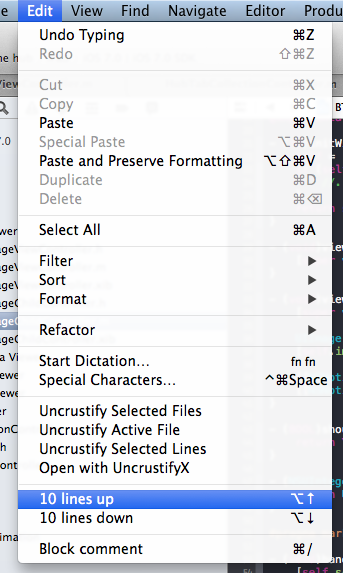 Edit Find Navigate Editor Produ
Undo Typing ⌘Z
Redo ⇧⌘Z
Cut ⌘X
Copy ⌘C
Paste ⌘V
Special Paste ⌥⌘V
Paste and Preserve Formatting ⌥⇧⌘V
Duplicate ⌘D
Delete ⌘⌫
Select All ⌘A
Filter ▶
Sort ▶
Format ▶
Refactor ▶
Start Dictation... fn fn
Special Characters... ^⌘Space
Uncrustify Selected Files
Uncrustify Active File
Uncrustify Selected Lines
Open with UncrustifyX
10 lines up ⌥↑
10 lines down ⌥↓
Block comment ⌘/